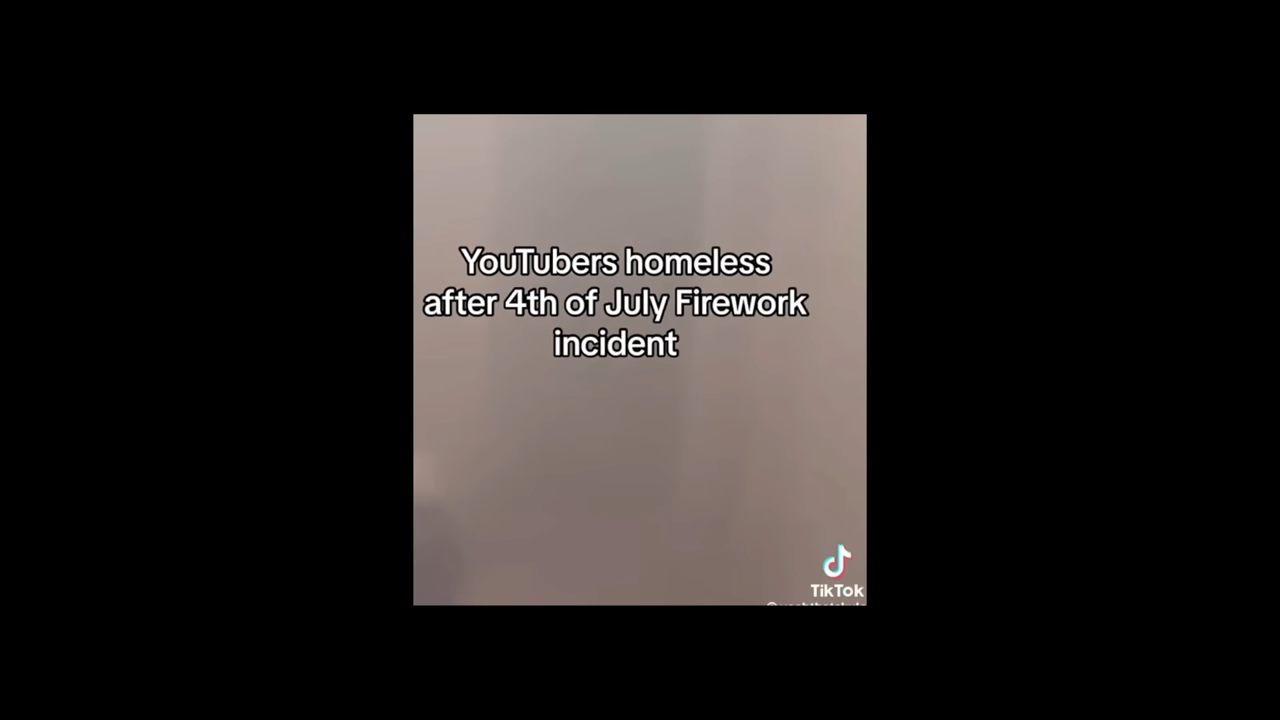 YouTubers homeless
after 4th of July Firework
incident
TikTok